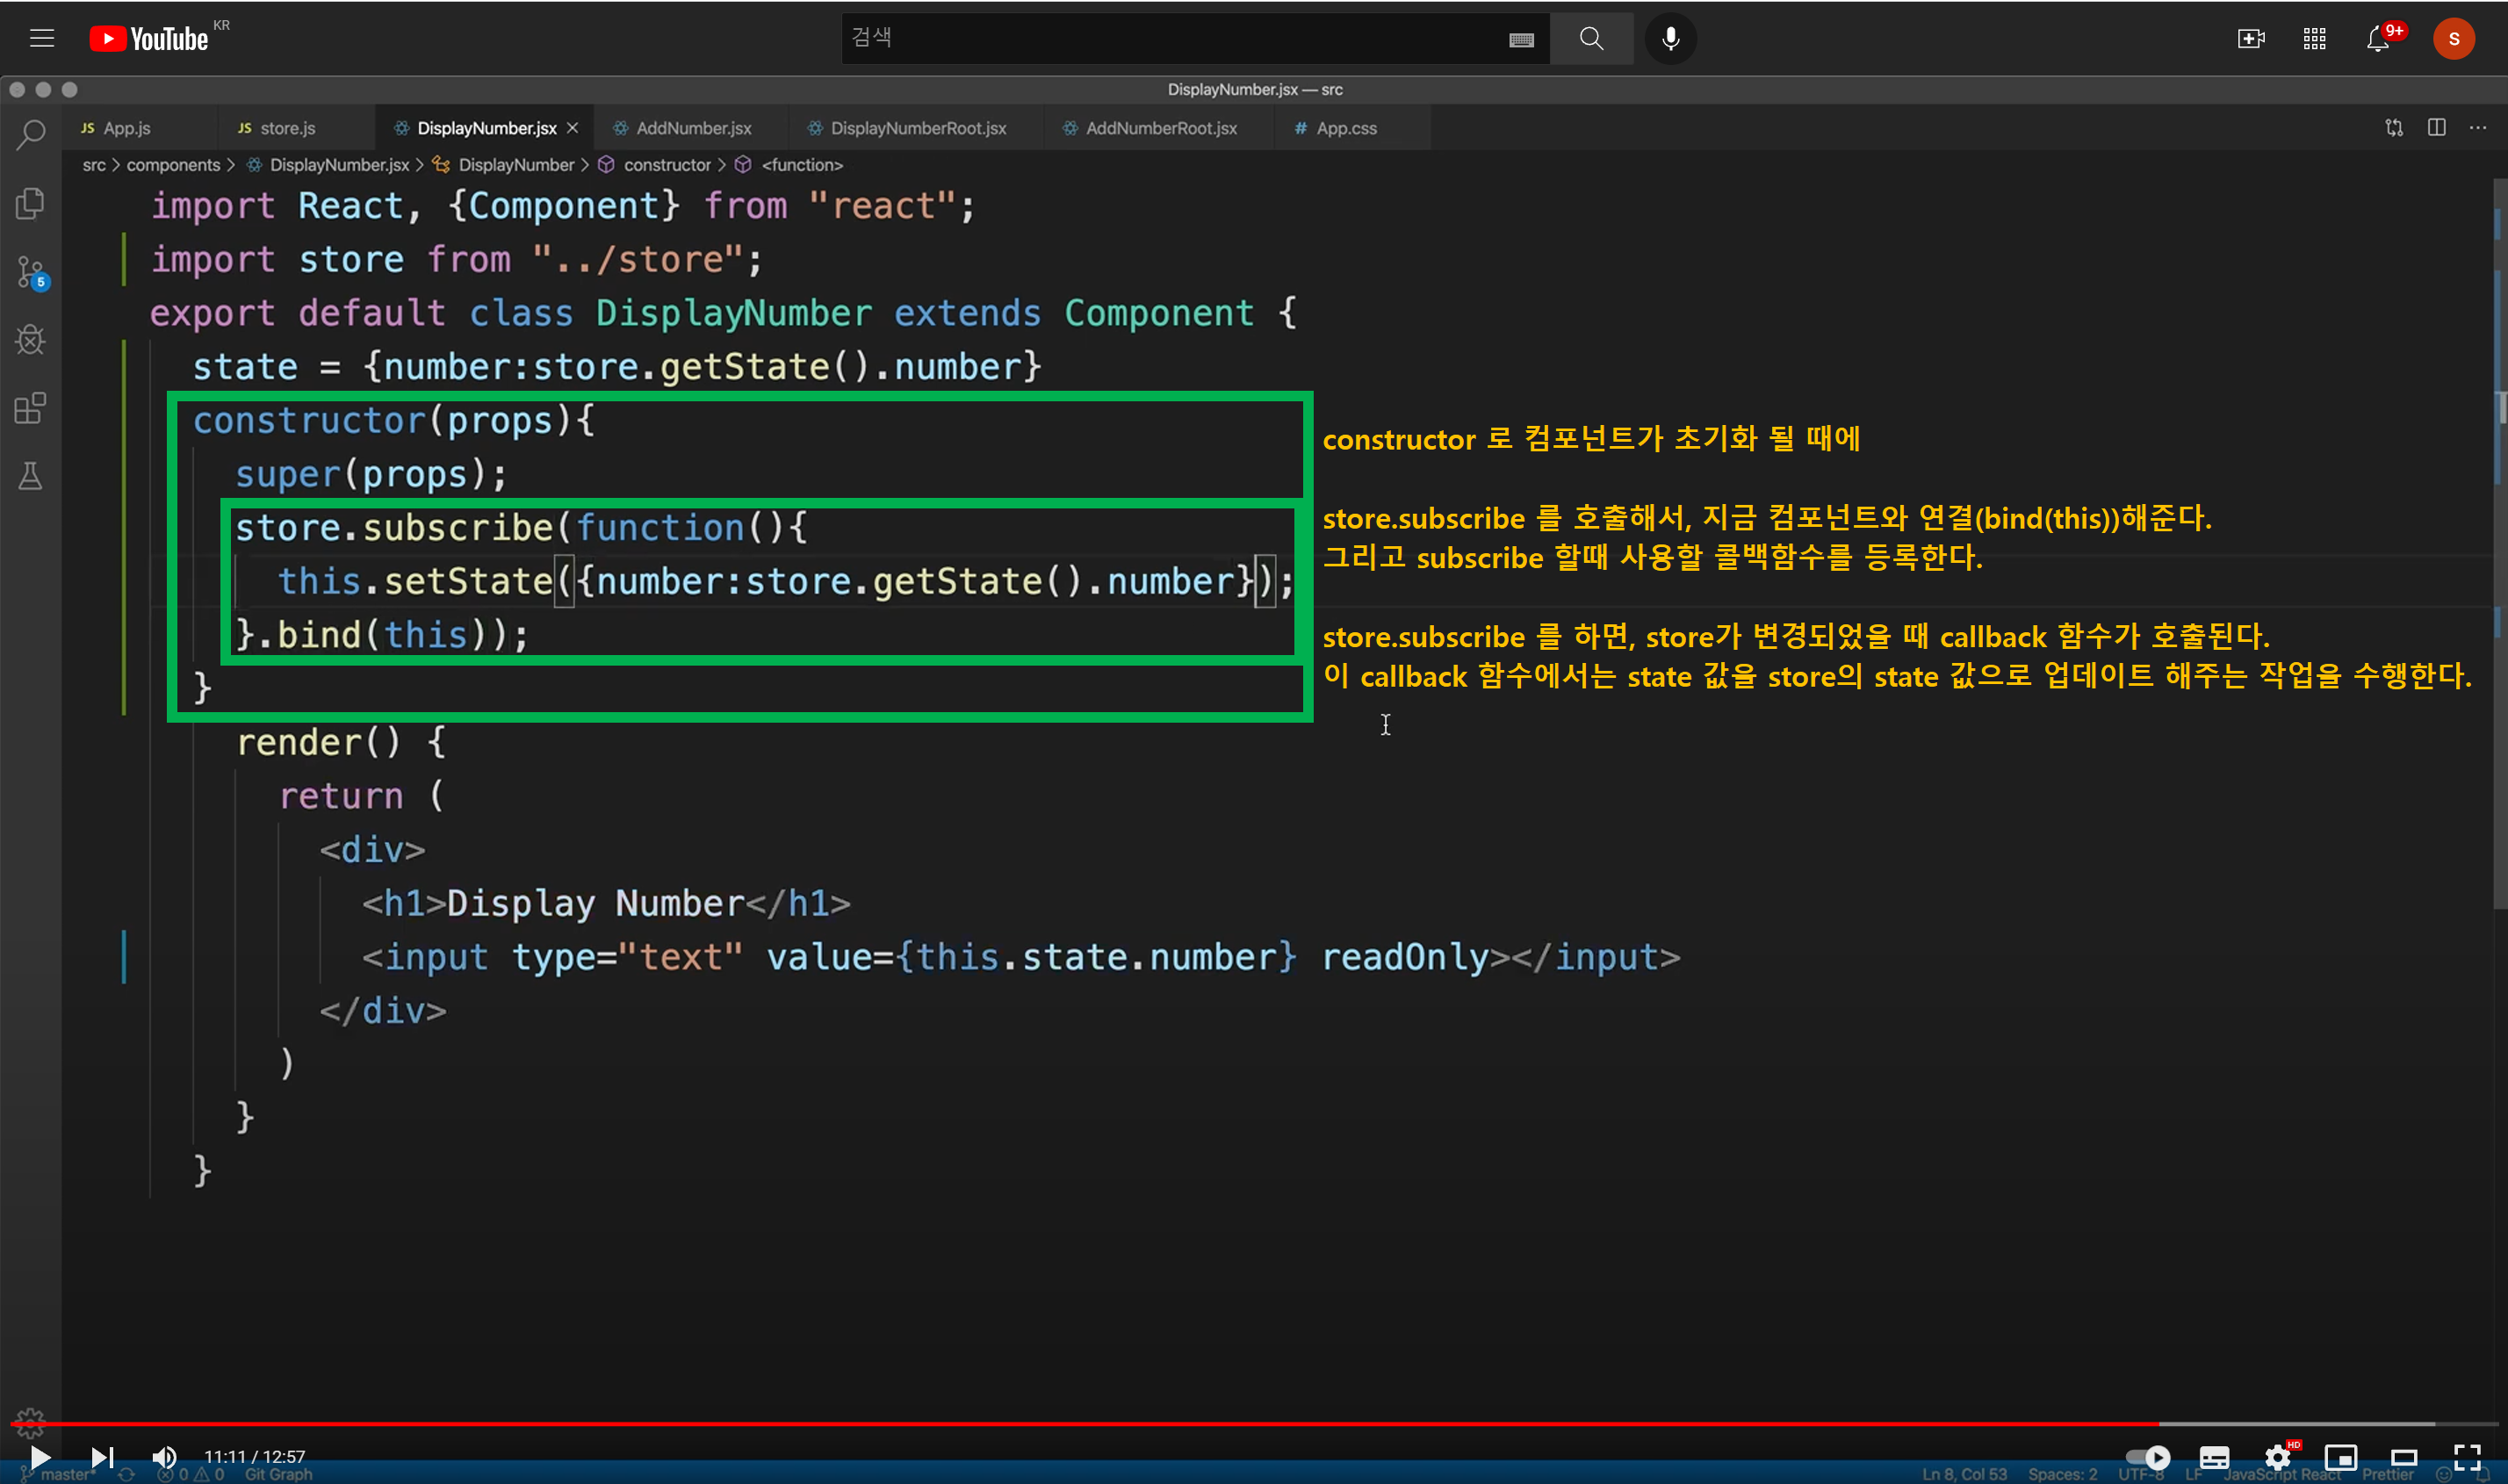 YouTube KR
검색
9+
S
DisplayNumber.jsx — src
JS App.js
JS store.js
DisplayNumber.jsx
AddNumber.jsx
DisplayNumberRoot.jsx
AddNumberRoot.jsx
# App.css
src > components > DisplayNumber.jsx > DisplayNumber > constructor > <function>
5
import React, {Component} from "react";
import store from "../store";
export default class DisplayNumber extends Component {
state = {number:store.getState().number}
constructor(props){
super(props);
store.subscribe(function(){
this.setState({number:store.getState().number});
}.bind(this));
}
constructor 로 컴포넌트가 초기화 될 때에
store.subscribe 를 호출해서, 지금 컴포넌트와 연결(bind(this))해준다.
그리고 subscribe 할때 사용할 콜백함수를 등록한다.
store.subscribe 를 하면, store가 변경되었을 때 callback 함수가 호출된다.
이 callback 함수에서는 state 값을 store의 state 값으로 업데이트 해주는 작업을 수행한다.
render() {
return (
<div>
<h1>Display Number</h1>
<input type="text" value={this.state.number} readOnly></input>
</div>
)
}
}
11:11 / 12:57
HD
master* 0 0 Git Graph
Ln 8, Col 53 Spaces: 2 UTF-8 LF JavaScript React Prettier